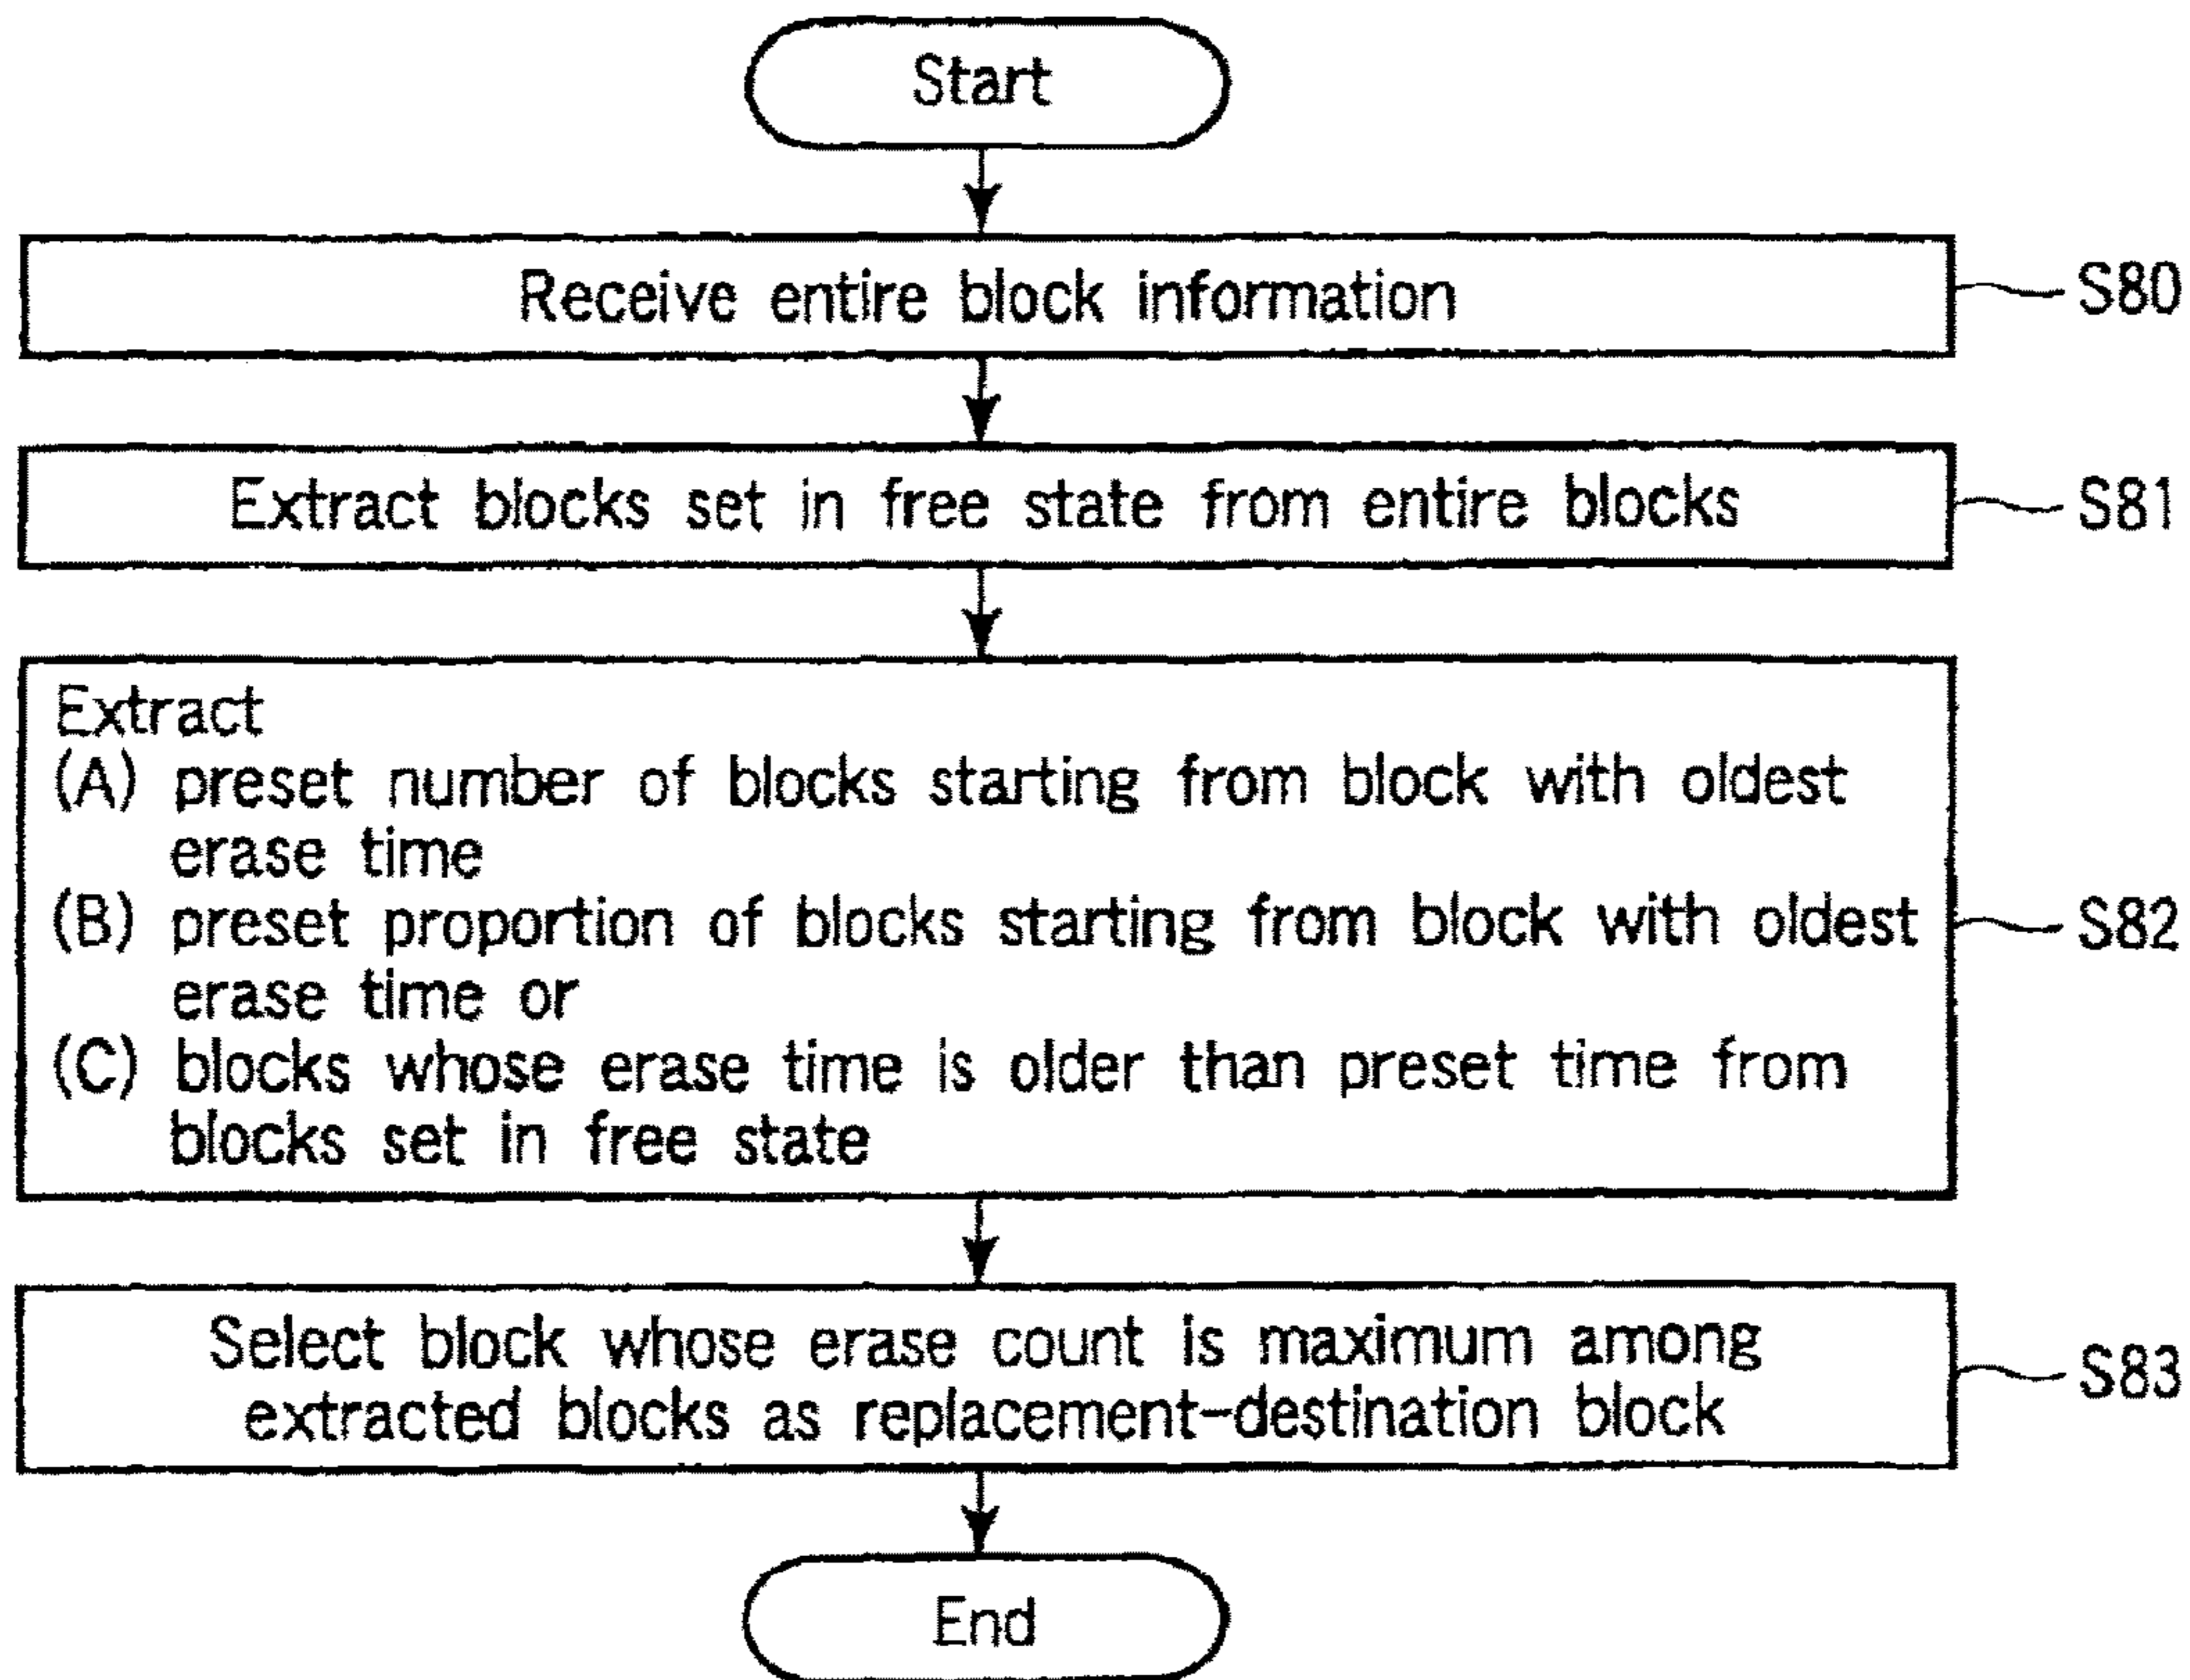 Start
Receive entire block information
S80
Extract blocks set in free state from entire blocks
S81
Extract
(A) preset number of blocks starting from block with oldest
erase time
(B) preset proportion of blocks starting from block with oldest
erase time or
(C) blocks whose erase time is older than preset time from
blocks set in free state
S82
Select block whose erase count is maximum among
extracted blocks as replacement-destination block
S83
End